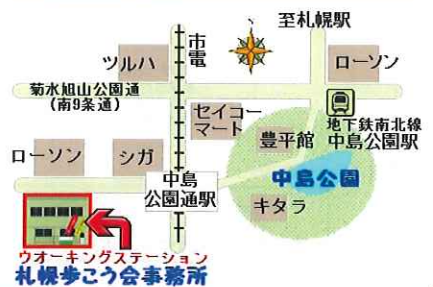 至札幌駅
ツルハ
市電
ローソン
菊水旭山公園通
(南9条通)
セイコー
マート
地下鉄南北線
中島公園駅
豊平館
ローソン
シガ
中島
公園通駅
中島公園
キタラ
ウオーキングステーション
札幌歩こう会事務所